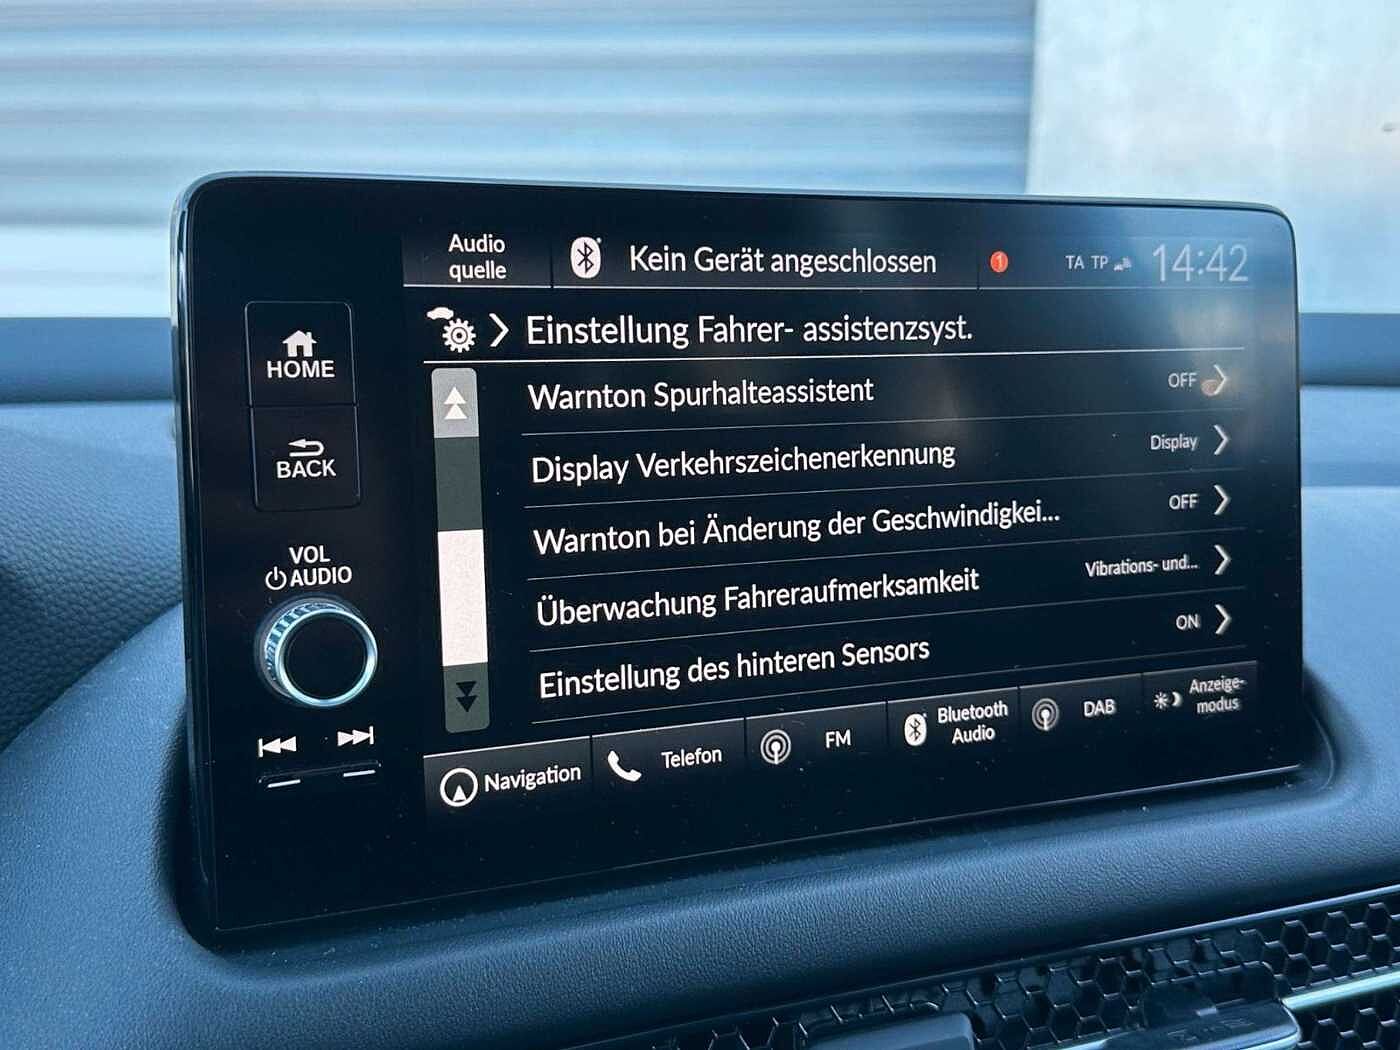 Audio
quelle
Kein Gerät angeschlossen
1
TA TP
14:42
HOME
BACK
VOL
AUDIO
Einstellung Fahrer- assistenzsyst.
Warnton Spurhalteassistent OFF
Display Verkehrszeichenerkennung Display
Warnton bei Änderung der Geschwindigkei... OFF
Überwachung Fahreraufmerksamkeit Vibrations- und...
Einstellung des hinteren Sensors ON
Navigation
Telefon
FM
Bluetooth
Audio
DAB
Anzeige-
modus